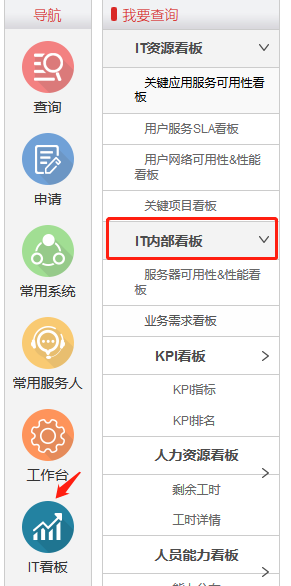 导航
查询
申请
常用系统
常用服务人
工作台
IT看板
我要查询
IT资源看板
关键应用服务可用性看
板
用户服务SLA看板
用户网络可用性&性能
看板
关键项目看板
IT内部看板
服务器可用性&性能看
板
业务需求看板
KPI看板
KPI指标
KPI排名
人力资源看板
剩余工时
工时详情
人员能力看板